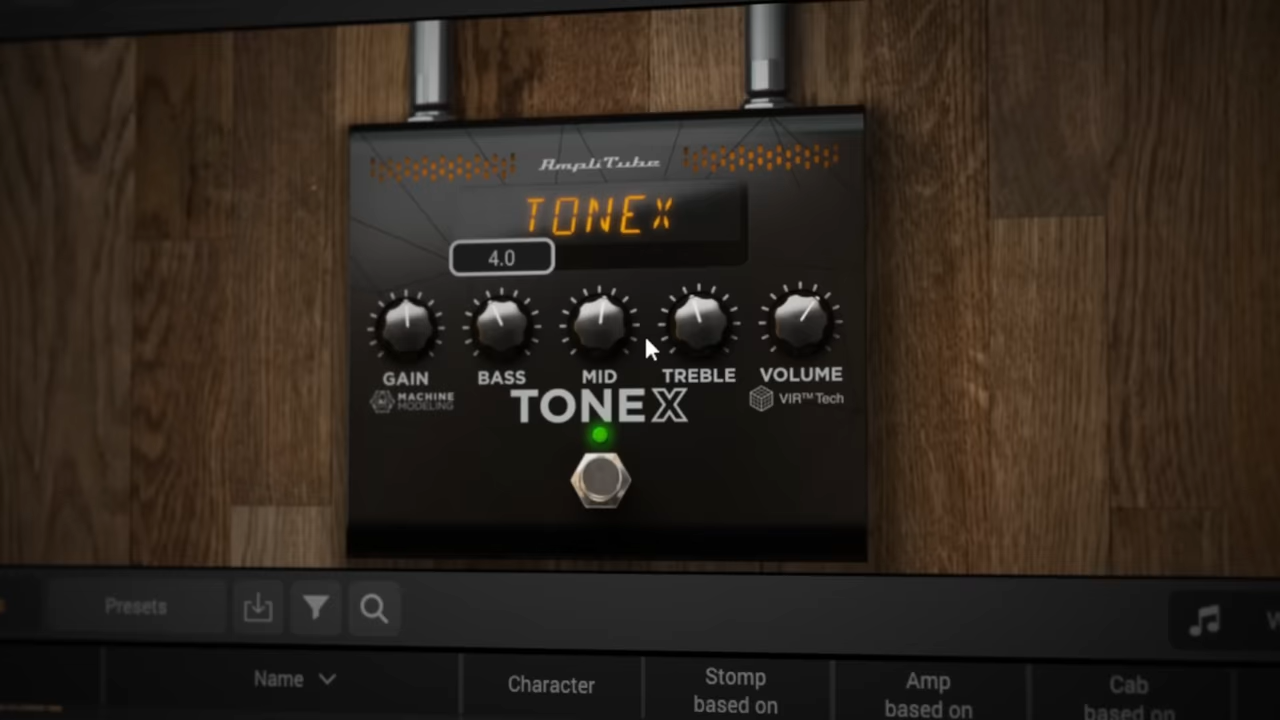 AmpliTube
TONEX
4.0
GAIN BASS MID TREBLE VOLUME
MACHINE
MODELING
TONEX
VIR™ Tech
Presets
Name
Character
Stomp
based on
Amp
based on
Cab
based on